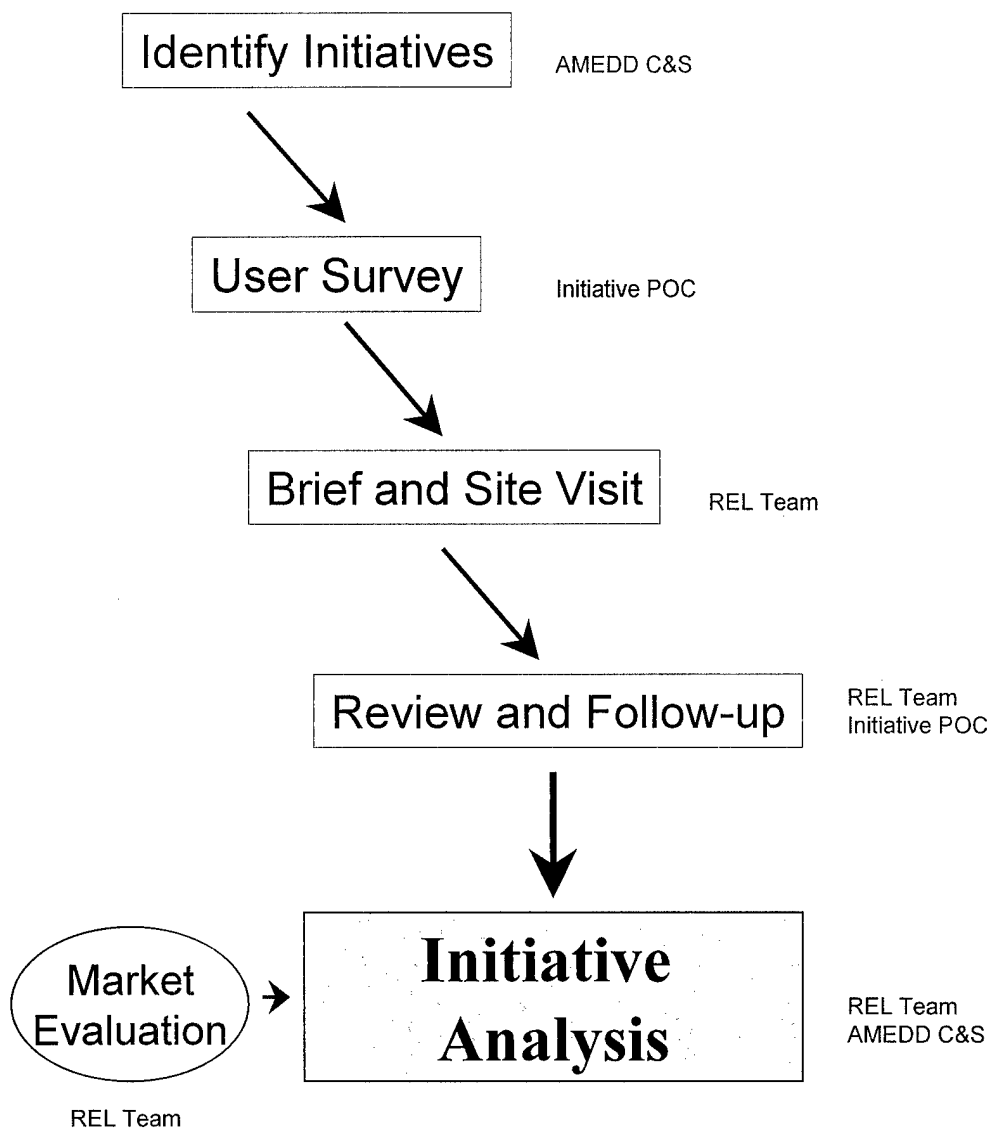 Identify Initiatives
AMEDD C&S
User Survey
Initiative POC
Brief and Site Visit
REL Team
Review and Follow-up
REL Team
Initiative POC
Market
Evaluation
REL Team
Initiative
Analysis
REL Team
AMEDD C&S